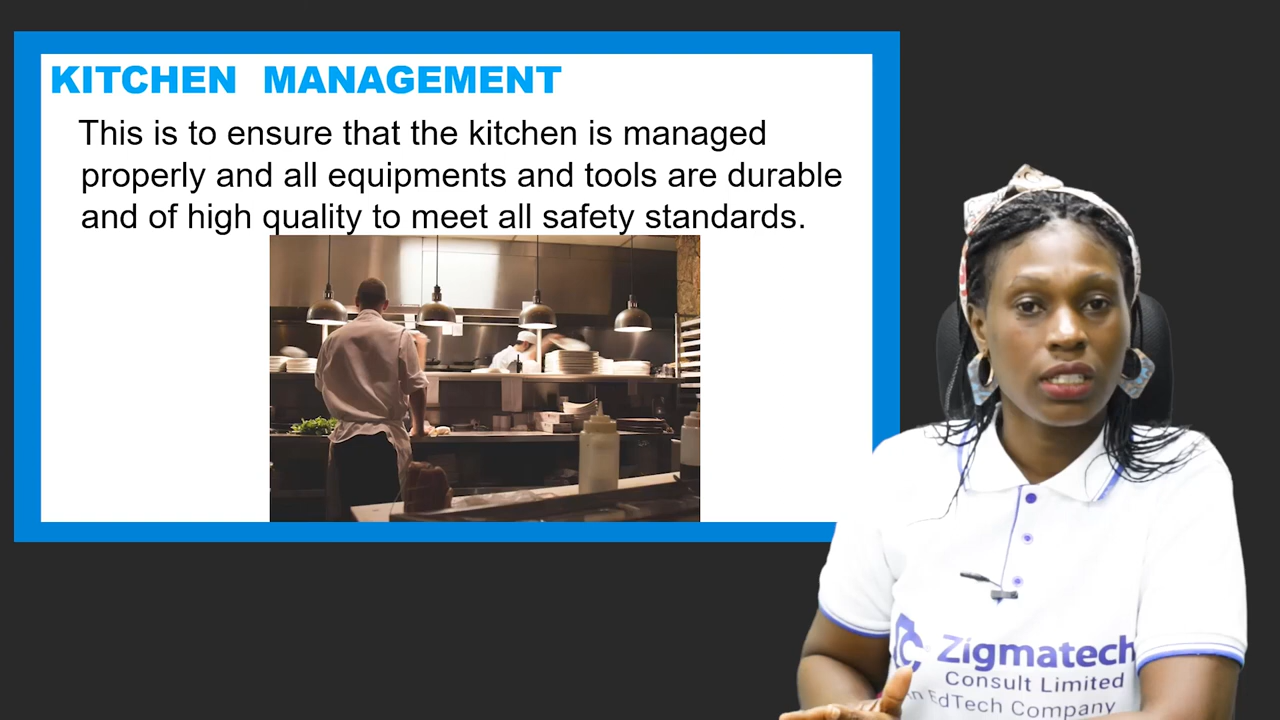 KITCHEN MANAGEMENT
This is to ensure that the kitchen is managed
properly and all equipments and tools are durable
and of high quality to meet all safety standards.
Zigmatech
Consult Limited
An EdTech Company